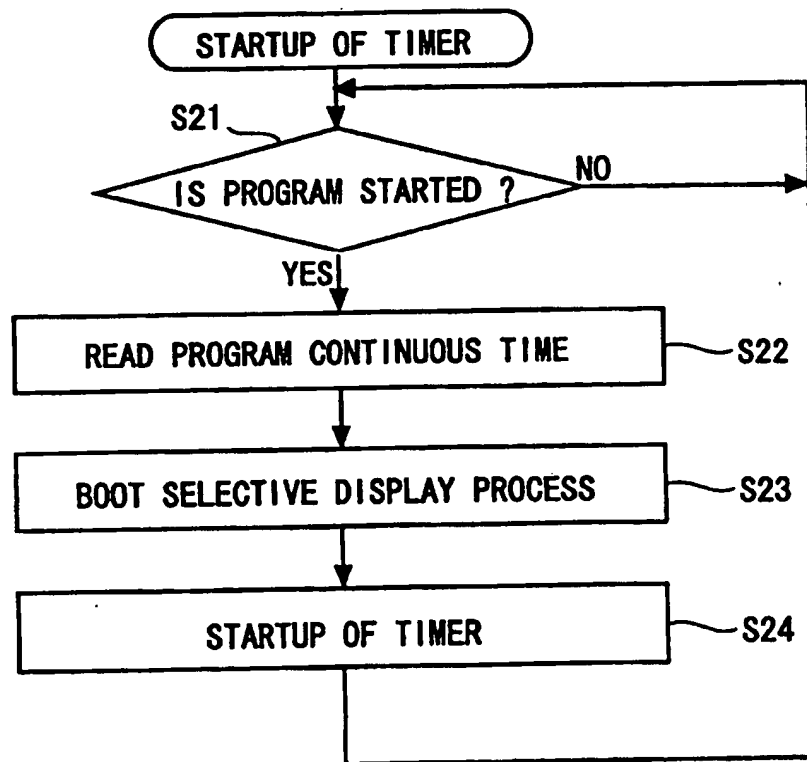 STARTUP OF TIMER
S21
IS PROGRAM STARTED ?
NO
YES
READ PROGRAM CONTINUOUS TIME
S22
BOOT SELECTIVE DISPLAY PROCESS
S23
STARTUP OF TIMER
S24